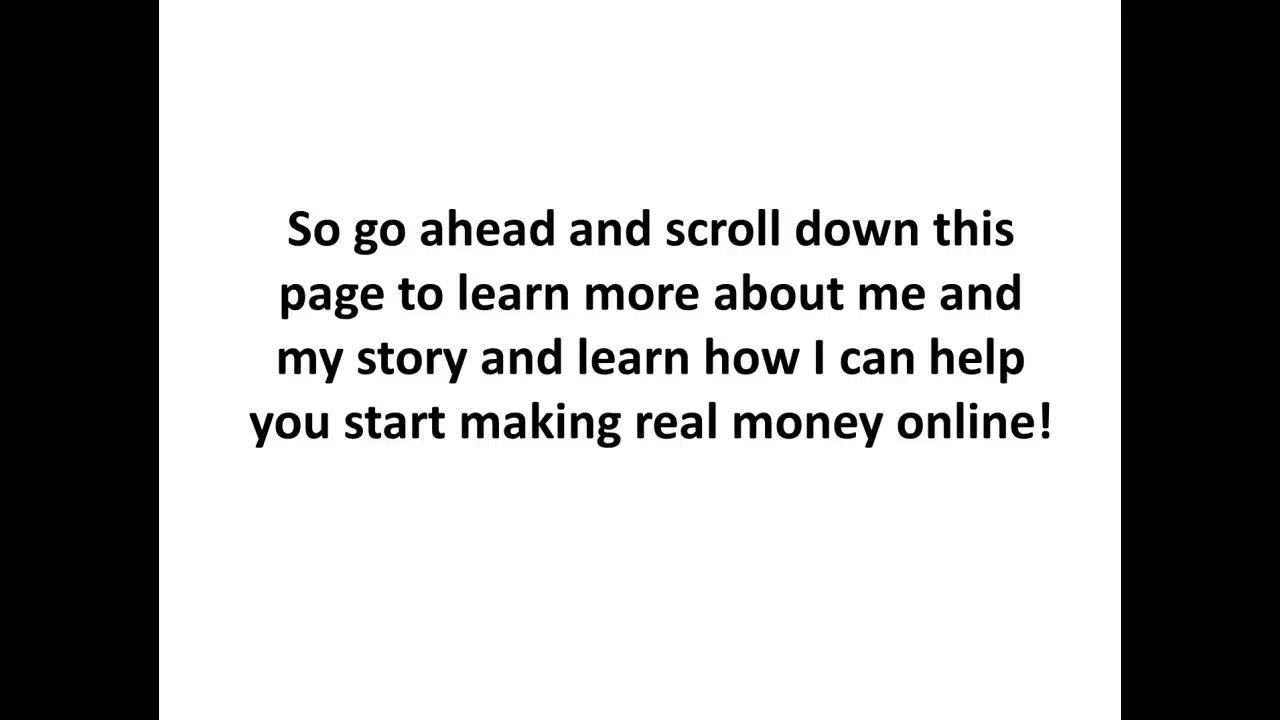 So go ahead and scroll down this
page to learn more about me and
my story and learn how I can help
you start making real money online!